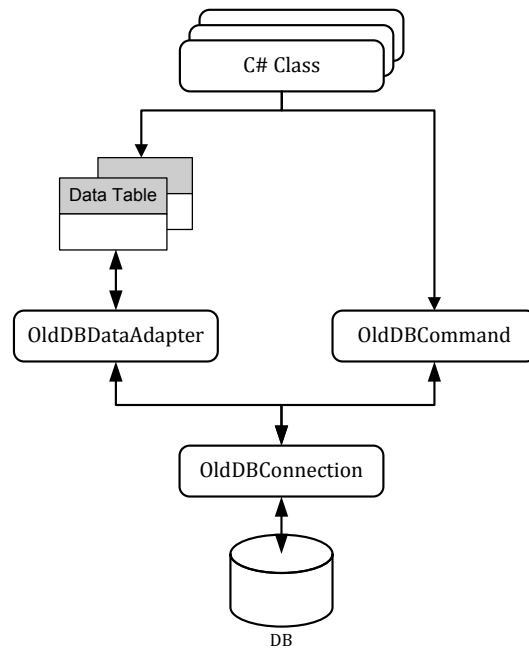 C# Class
Data Table
OldDBDataAdapter
OldDBCommand
OldDBConnection
DB